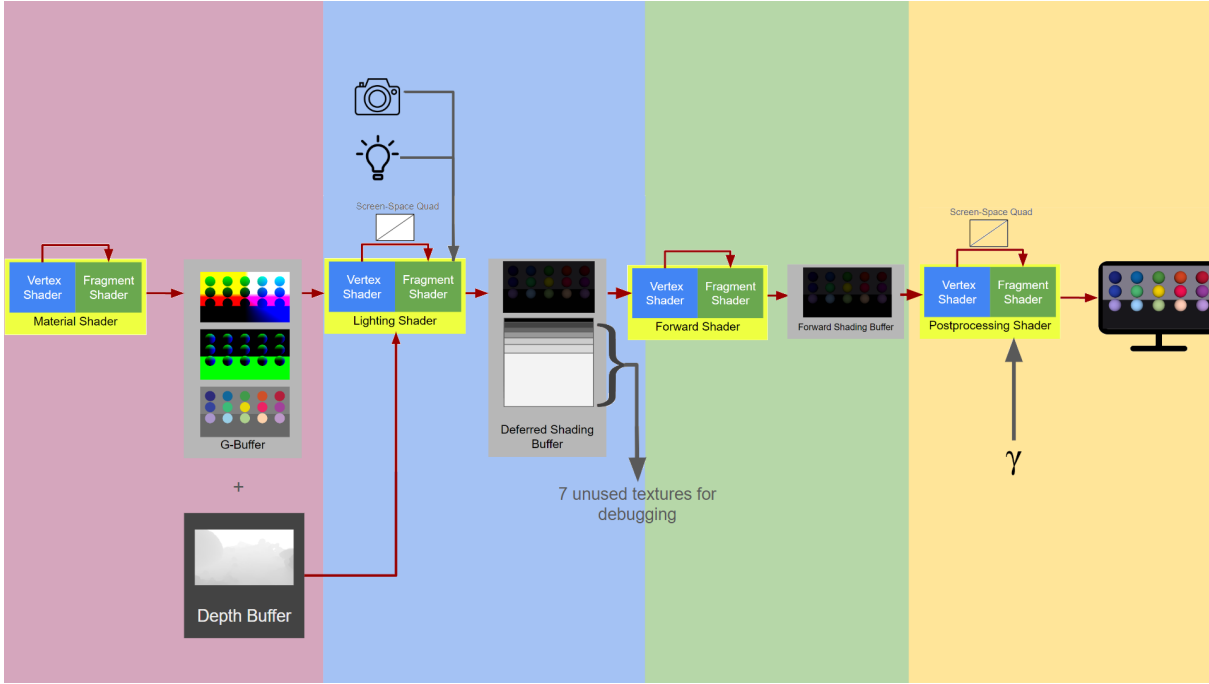 Vertex
Shader
Fragment
Shader
Material Shader
G-Buffer
+
Depth Buffer
Screen-Space Quad
Vertex
Shader
Fragment
Shader
Lighting Shader
Deferred Shading
Buffer
7 unused textures for
debugging
Vertex
Shader
Fragment
Shader
Forward Shader
Forward Shading Buffer
Screen-Space Quad
Vertex
Shader
Fragment
Shader
Postprocessing Shader
γ